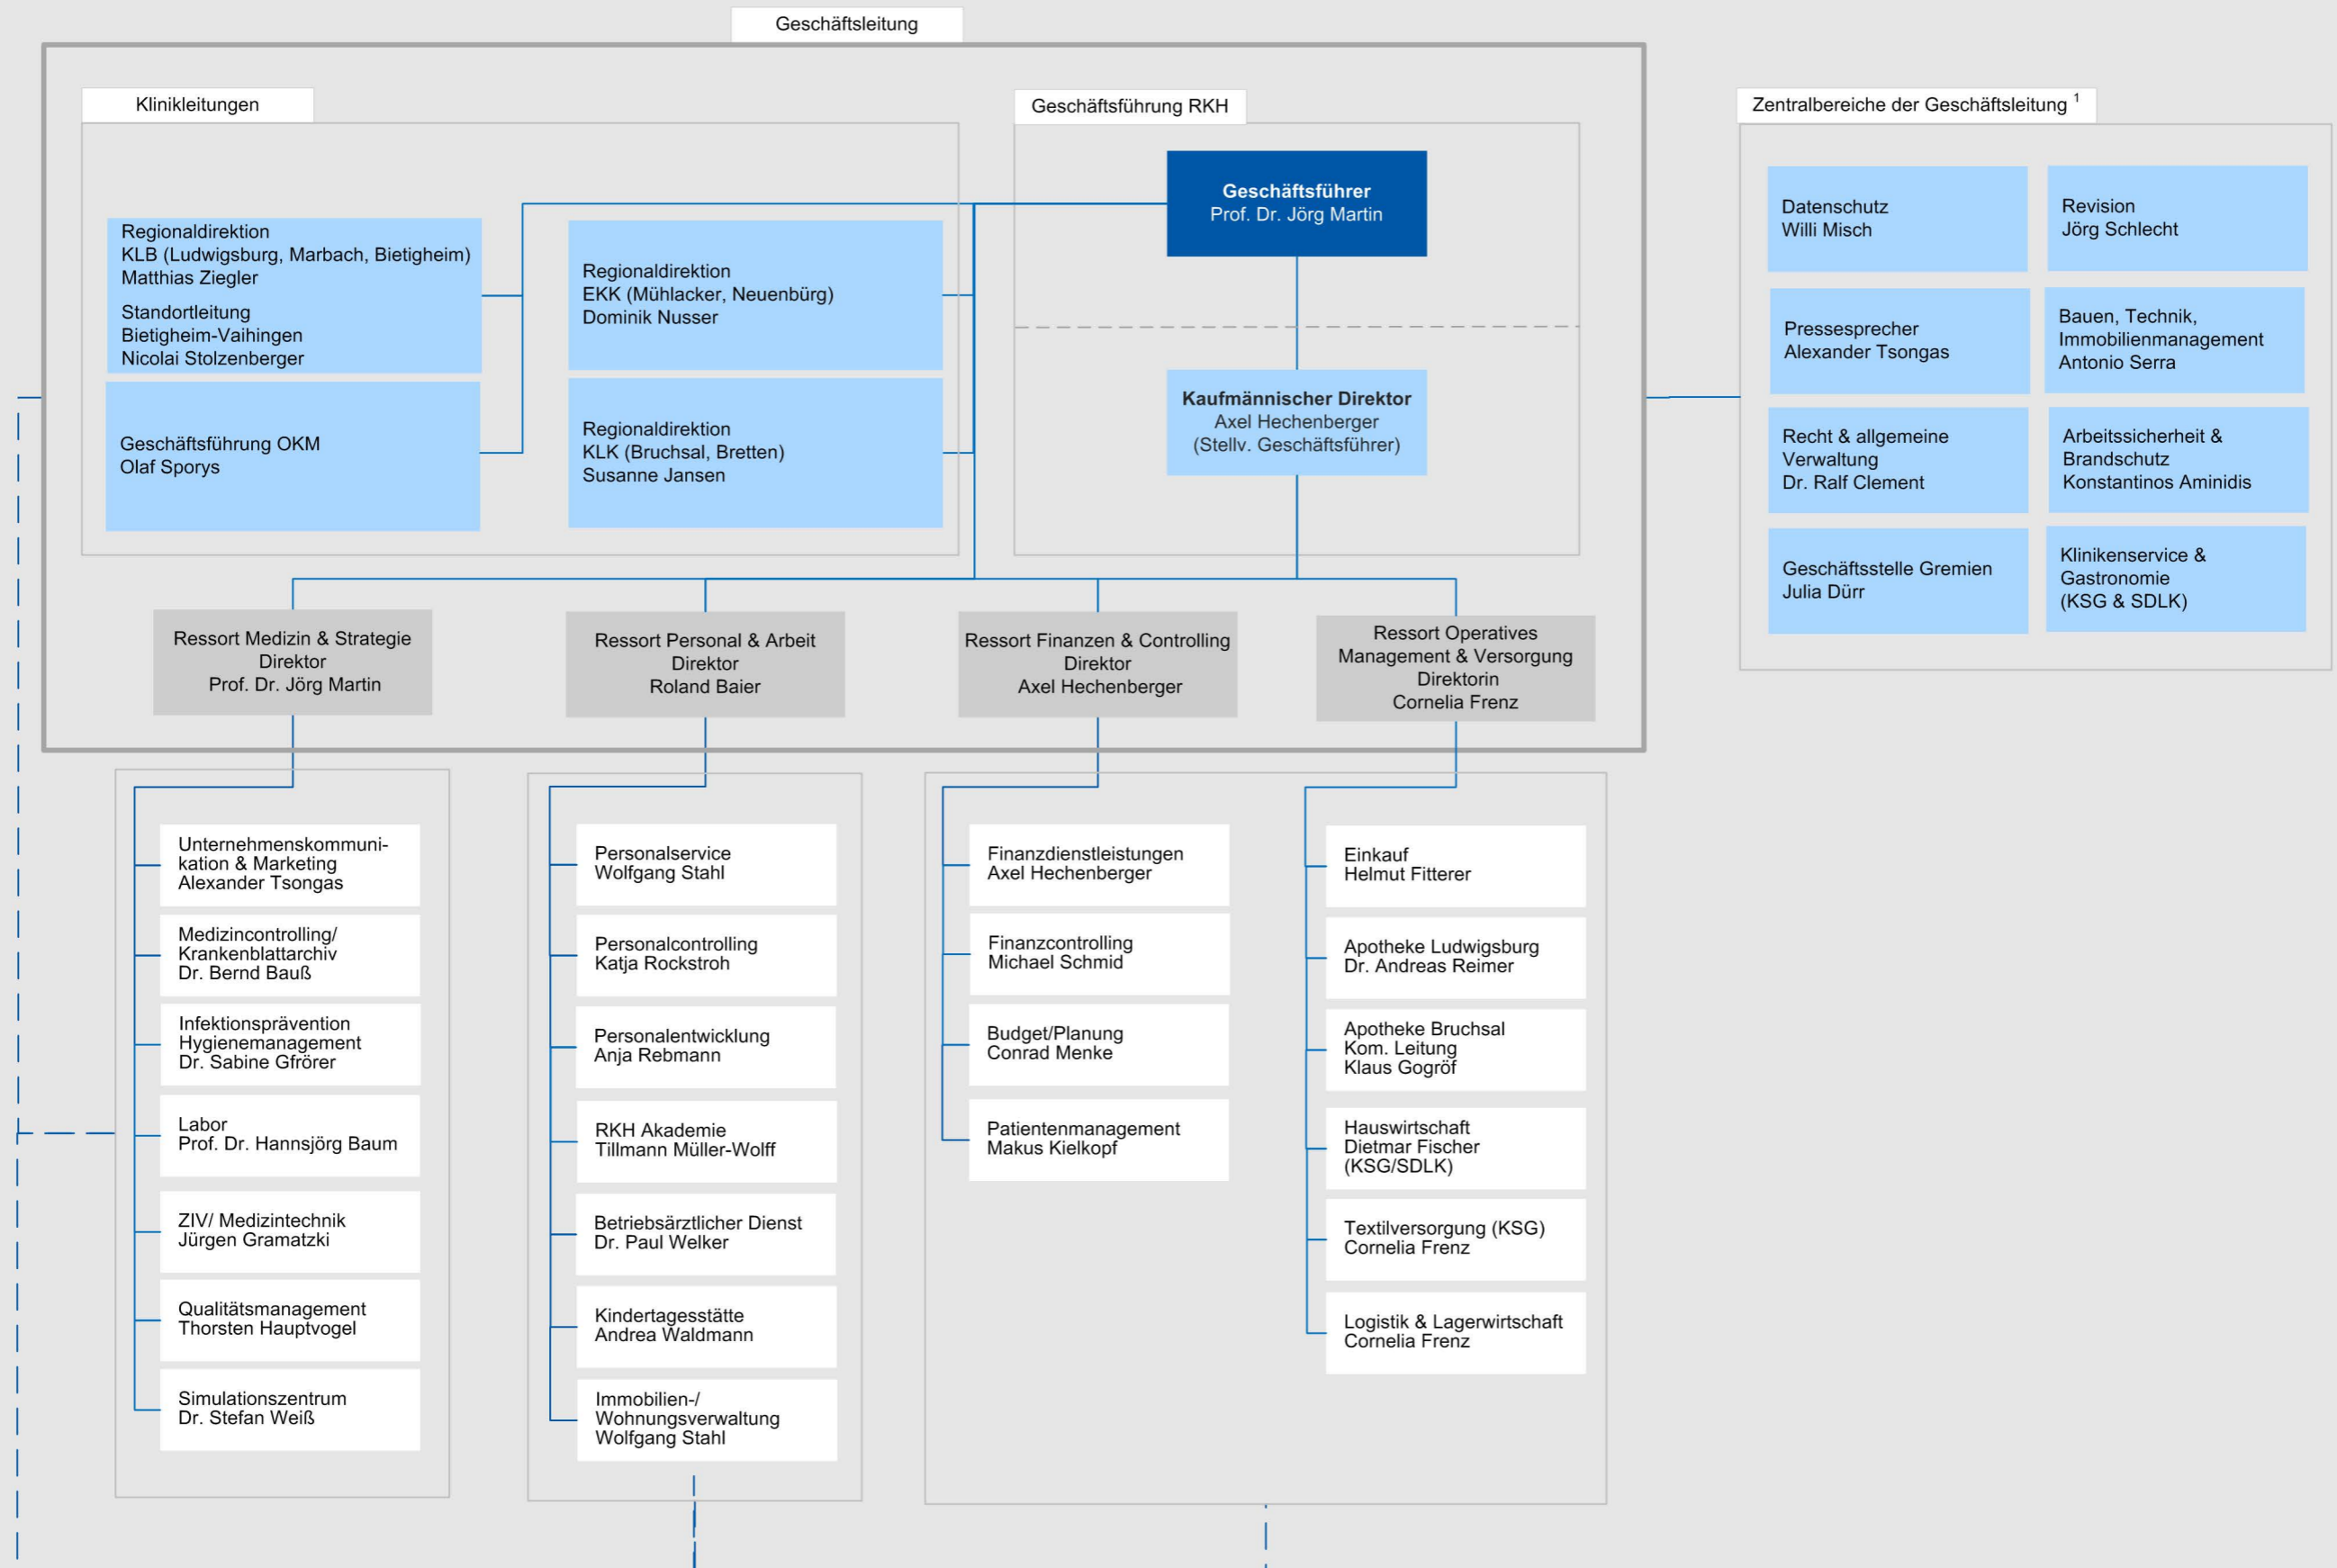 Geschäftsleitung
Klinikleitungen
Regionaldirektion
KLB (Ludwigsburg, Marbach, Bietigheim)
Matthias Ziegler
Standortleitung
Bietigheim-Vaihingen
Nicolai Stolzenberger
Regionaldirektion
EKK (Mühlacker, Neuenbürg)
Dominik Nusser
Geschäftsführung OKM
Olaf Sporys
Regionaldirektion
KLK (Bruchsal, Bretten)
Susanne Jansen
Geschäftsführung RKH
Geschäftsführer
Prof. Dr. Jörg Martin
Kaufmännischer Direktor
Axel Hechenberger
(Stellv. Geschäftsführer)
Zentralbereiche der Geschäftsleitung 1
Datenschutz
Willi Misch
Revision
Jörg Schlecht
Pressesprecher
Alexander Tsongas
Bauen, Technik,
Immobilienmanagement
Antonio Serra
Recht & allgemeine
Verwaltung
Dr. Ralf Clement
Arbeitssicherheit &
Brandschutz
Konstantinos Aminidis
Geschäftsstelle Gremien
Julia Dürr
Klinikenservice &
Gastronomie
(KSG & SDLK)
Ressort Medizin & Strategie
Direktor
Prof. Dr. Jörg Martin
Ressort Personal & Arbeit
Direktor
Roland Baier
Ressort Finanzen & Controlling
Direktor
Axel Hechenberger
Ressort Operatives
Management & Versorgung
Direktorin
Cornelia Frenz
Unternehmenskommuni-
kation & Marketing
Alexander Tsongas
Medizincontrolling/
Krankenblattarchiv
Dr. Bernd Bauß
Infektionsprävention
Hygienemanagement
Dr. Sabine Gfrörer
Labor
Prof. Dr. Hannsjörg Baum
ZIV/ Medizintechnik
Jürgen Gramatzki
Qualitätsmanagement
Thorsten Hauptvogel
Simulationszentrum
Dr. Stefan Weiß
Personalservice
Wolfgang Stahl
Personalcontrolling
Katja Rockstroh
Personalentwicklung
Anja Rebmann
RKH Akademie
Tillmann Müller-Wolff
Betriebsärztlicher Dienst
Dr. Paul Welker
Kindertagesstätte
Andrea Waldmann
Immobilien-/
Wohnungsverwaltung
Wolfgang Stahl
Finanzdienstleistungen
Axel Hechenberger
Finanzcontrolling
Michael Schmid
Budget/Planung
Conrad Menke
Patientenmanagement
Makus Kielkopf
Einkauf
Helmut Fitterer
Apotheke Ludwigsburg
Dr. Andreas Reimer
Apotheke Bruchsal
Kom. Leitung
Klaus Gogröf
Hauswirtschaft
Dietmar Fischer
(KSG/SDLK)
Textilversorgung (KSG)
Cornelia Frenz
Logistik & Lagerwirtschaft
Cornelia Frenz